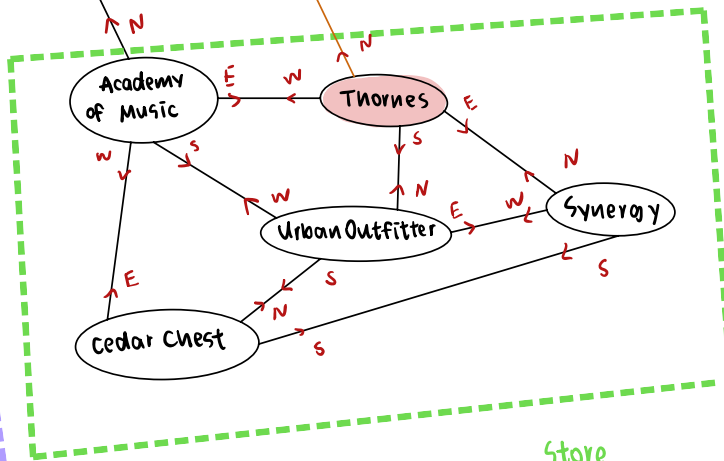 N
N
Academy
of Music
E
W
Thornes
E
W
S
S
N
N
W
E
W
Urban Outfitter
Synergy
E
S
N
S
Cedar Chest
S
Store